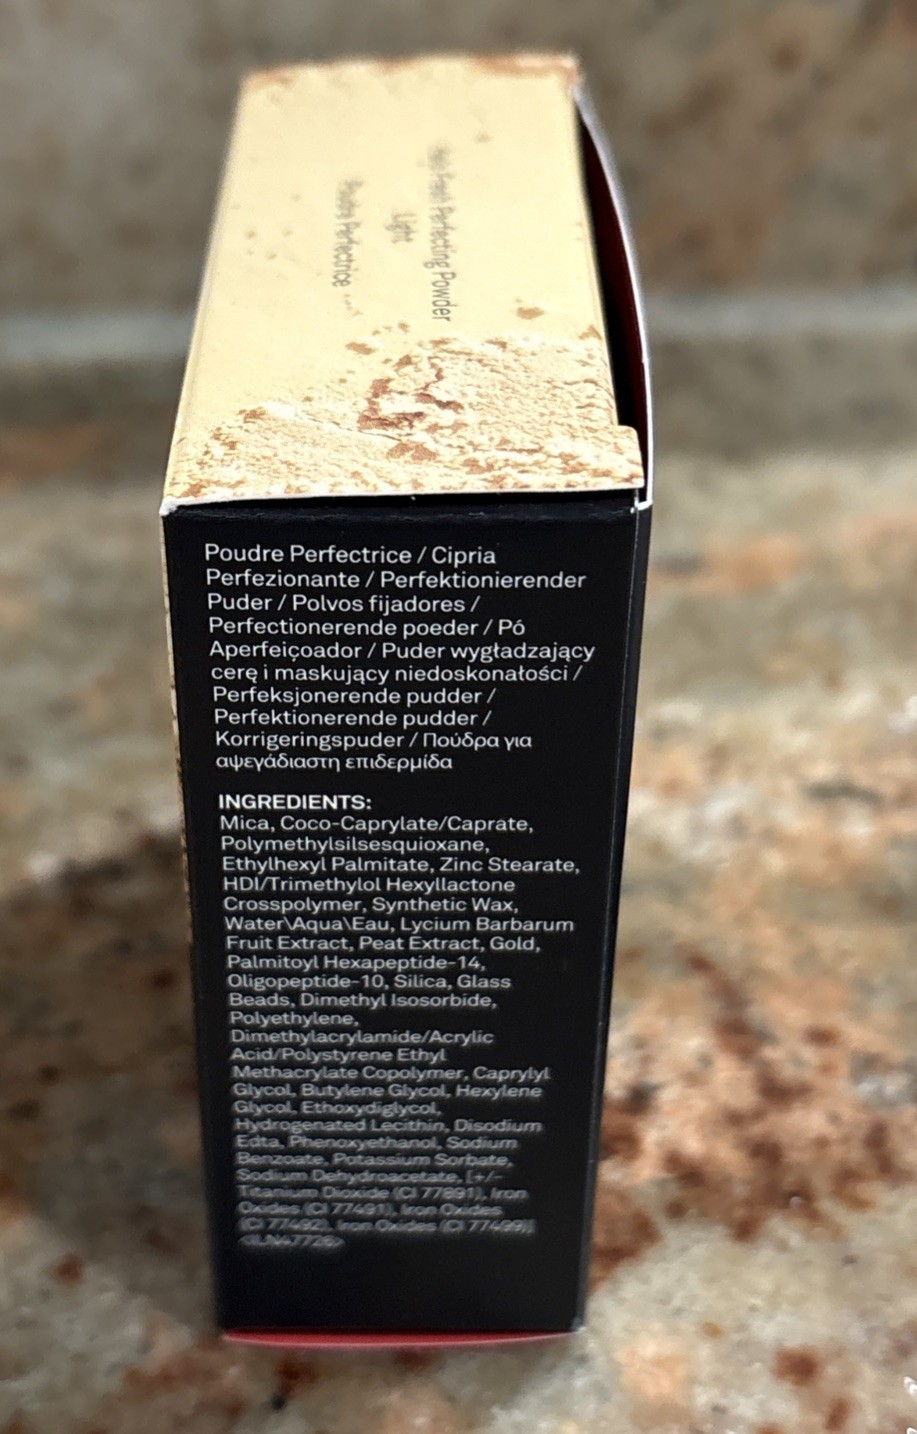 Fresh Perfecting Powder
Light
Poudre Perfectrice
Poudre Perfectrice / Cipria
Perfezionante / Perfektionierender
Puder / Polvos fijadores /
Perfectionerende poeder / Pó
Aperfeiçoador / Puder wygładzający
cerę i maskujący niedoskonałości /
Perfeksjonerende pudder /
Perfektionerende pudder /
Korrigeringspuder / Πούδρα για
αψεγάδιαστη επιδερμίδα
INGREDIENTS:
Mica, Coco-Caprylate/Caprate,
Polymethylsilsesquioxane,
Ethylhexyl Palmitate, Zinc Stearate,
HDI/Trimethylol Hexyllactone
Crosspolymer, Synthetic Wax,
Water\Aqua\Eau, Lycium Barbarum
Fruit Extract, Peat Extract, Gold,
Palmitoyl Hexapeptide-14,
Oligopeptide-10, Silica, Glass
Beads, Dimethyl Isosorbide,
Polyethylene,
Dimethylacrylamide/Acrylic
Acid/Polystyrene Ethyl
Methacrylate Copolymer, Caprylyl
Glycol, Butylene Glycol, Hexylene
Glycol, Ethoxydiglycol,
Hydrogenated Lecithin, Disodium
Edta, Phenoxyethanol, Sodium
Benzoate, Potassium Sorbate,
Sodium Dehydroacetate, [+/-
Titanium Dioxide (CI 77891), Iron
Oxides (CI 77491), Iron Oxides
(CI 77492), Iron Oxides (CI 77499)]
<ILN47726>